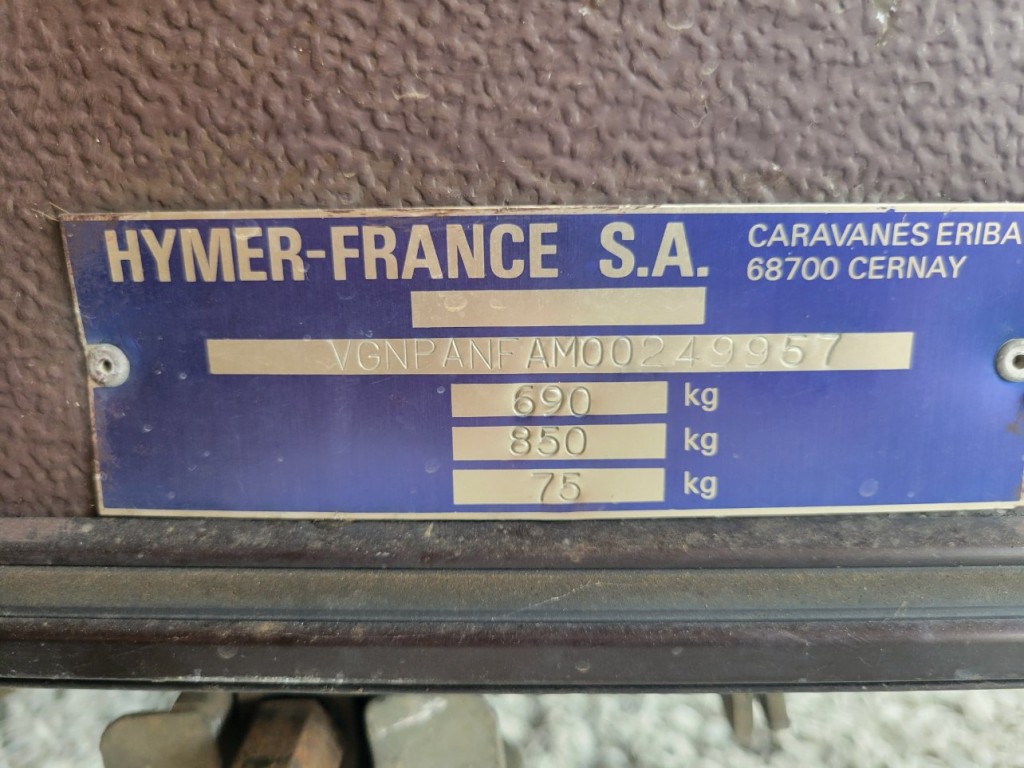 HYMER-FRANCE S.A.
CARAVANES ERIBA
68700 CERNAY
VGNPANFAM00249957
690 kg
850 kg
75 kg